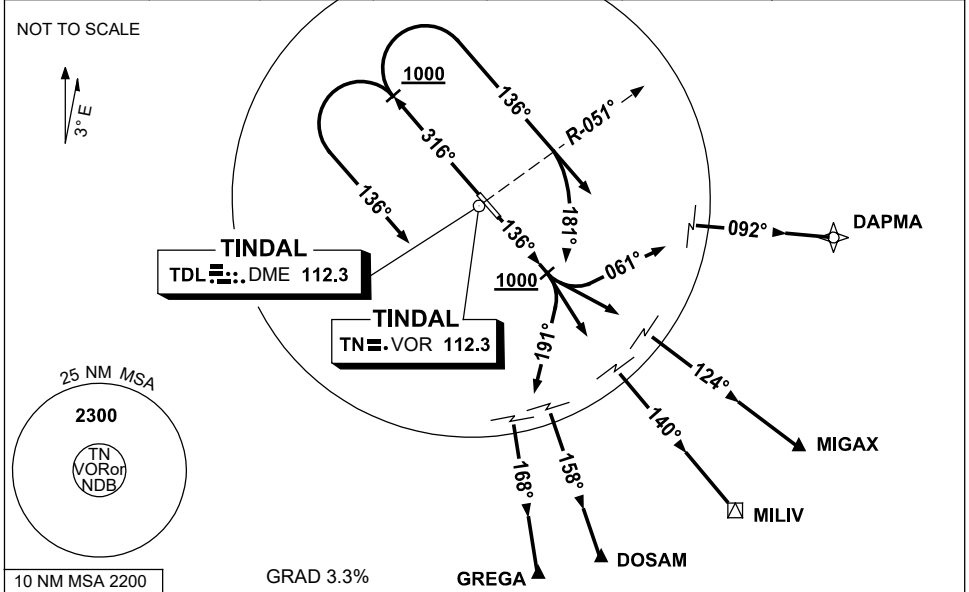 NOT TO SCALE
3° E
1000
136°
R-051°
316°
136°
181°
092°
DAPMA
136°
061°
1000
TINDAL
TDL DME 112.3
TINDAL
TN VOR 112.3
191°
124°
MIGAX
140°
MILIV
158°
DOSAM
168°
GREGA
25 NM MSA
2300
TN
VORor
NDB
10 NM MSA 2200
GRAD 3.3%